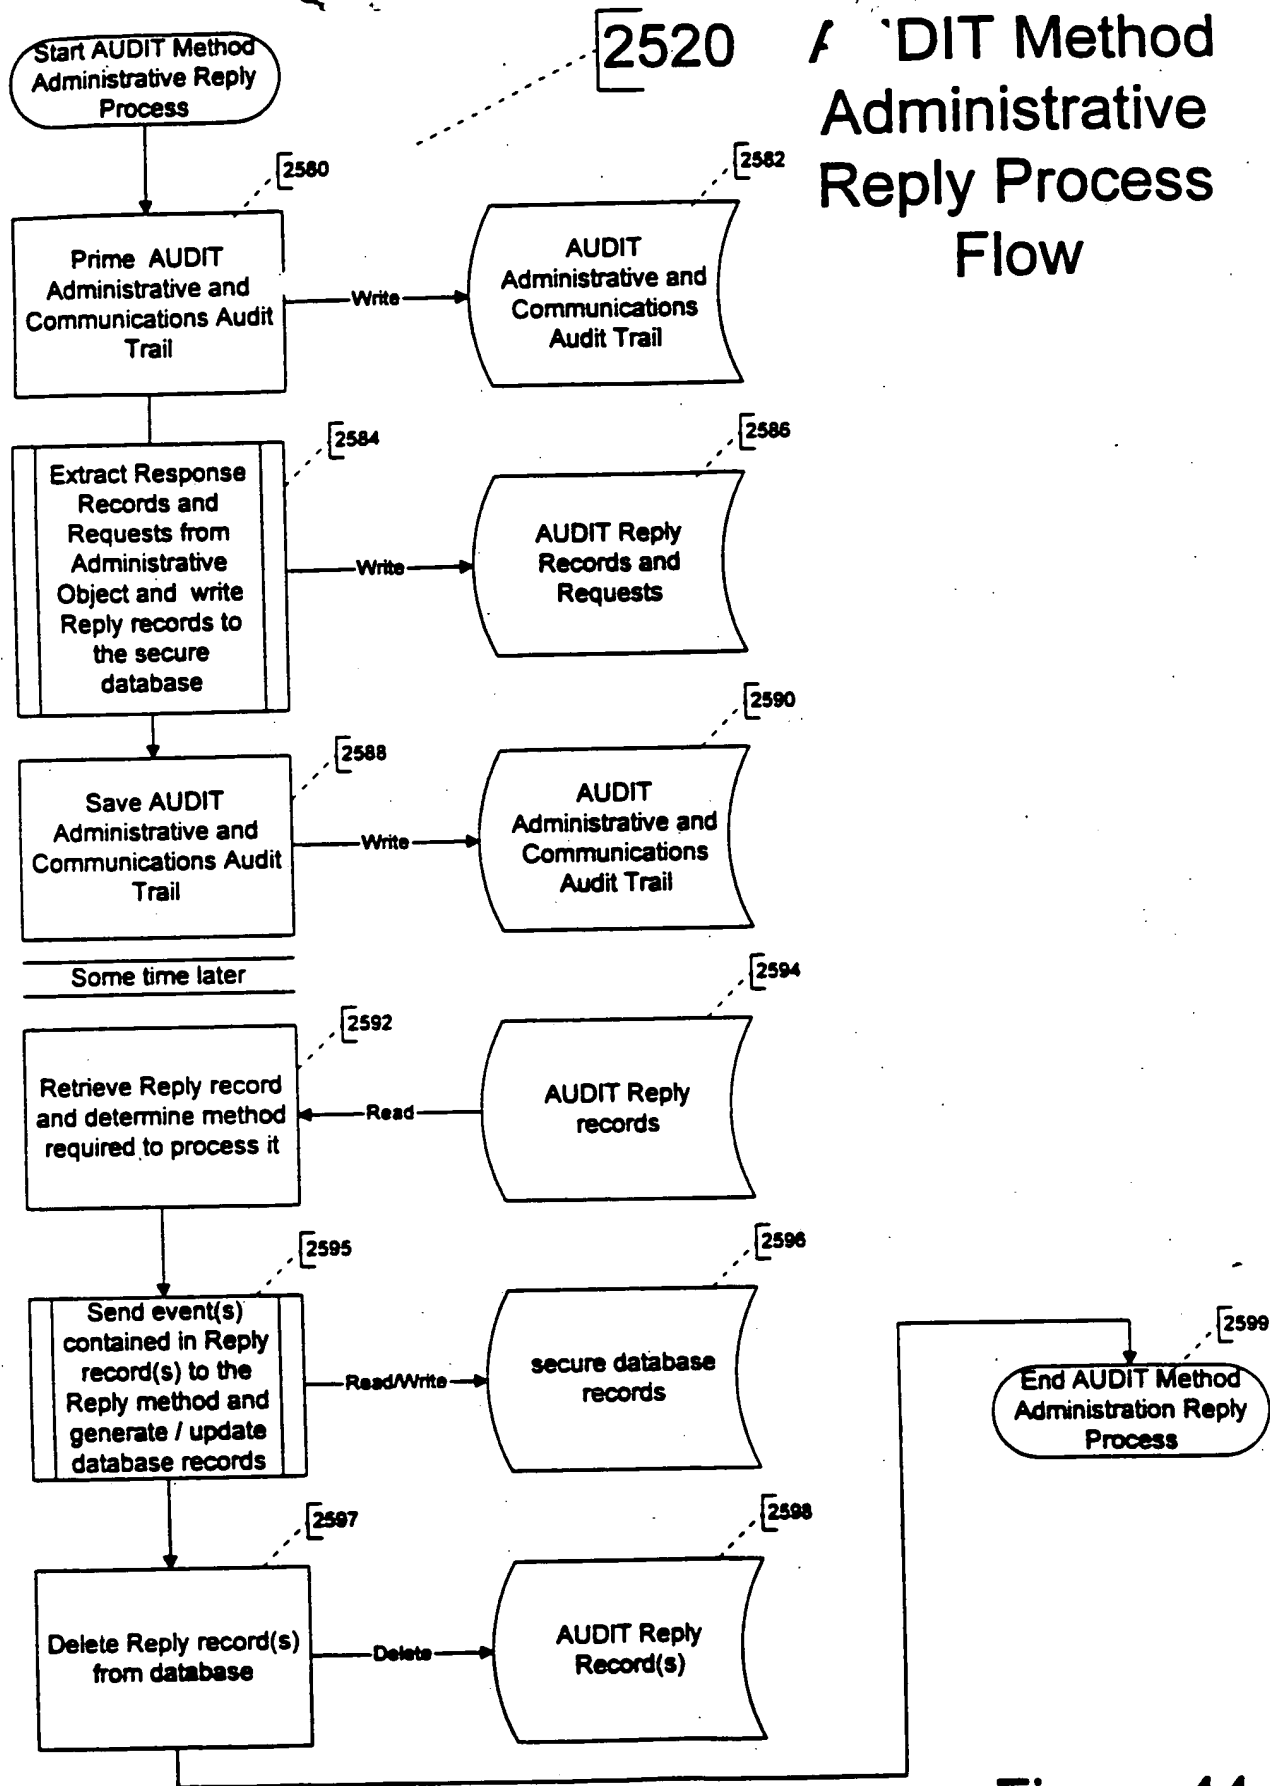 2520
DIT Method
Administrative
Reply Process
Flow
Start AUDIT Method
Administrative Reply
Process
2580
Prime AUDIT
Administrative and
Communications Audit
Trail
Write
2582
AUDIT
Administrative and
Communications
Audit Trail
2584
Extract Response
Records and
Requests from
Administrative
Object and write
Reply records to
the secure
database
Write
2586
AUDIT Reply
Records and
Requests
2588
Save AUDIT
Administrative and
Communications Audit
Trail
Write
2590
AUDIT
Administrative and
Communications
Audit Trail
Some time later
2592
Retrieve Reply record
and determine method
required to process it
Read
2594
AUDIT Reply
records
2595
Send event(s)
contained in Reply
record(s) to the
Reply method and
generate / update
database records
Read/Write
2596
secure database
records
2597
Delete Reply record(s)
from database
Delete
2598
AUDIT Reply
Record(s)
2599
End AUDIT Method
Administration Reply
Process